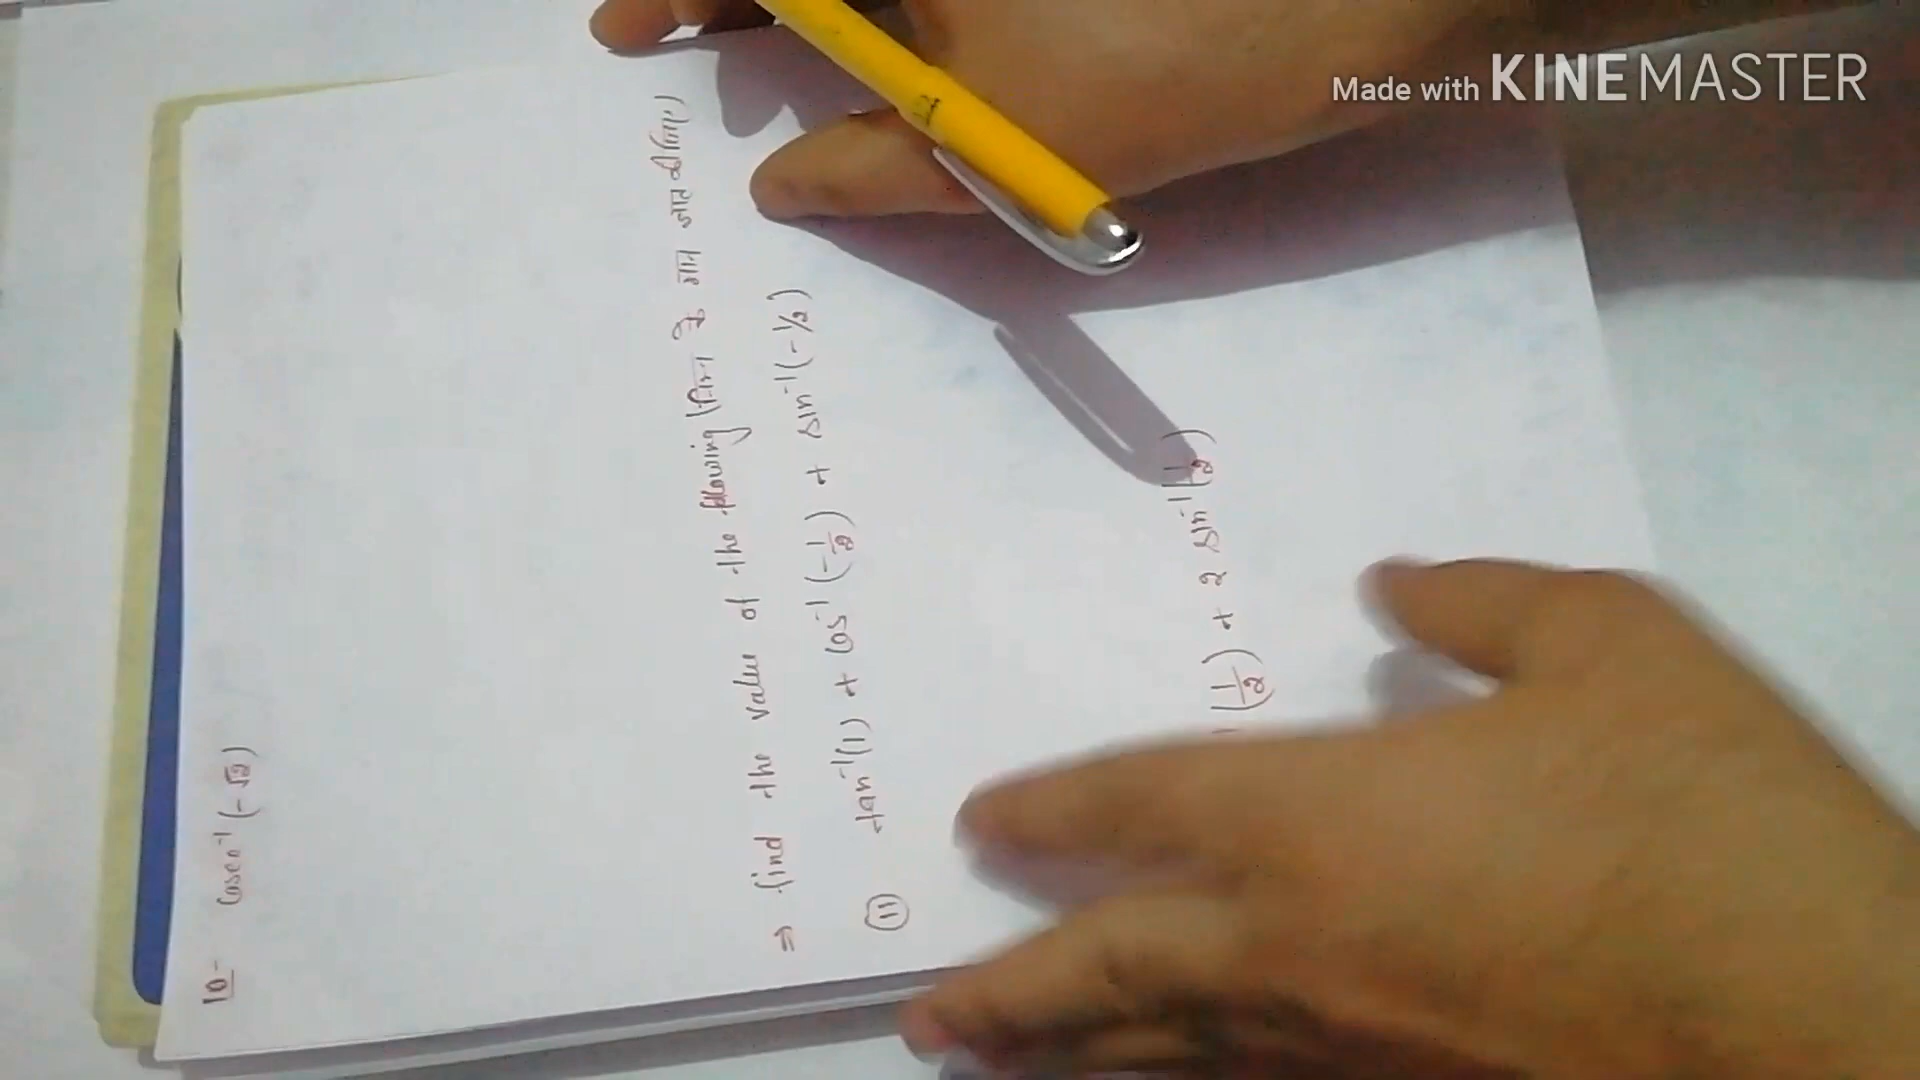 Made with KINEMASTER
10- Cosec⁻¹(-√2)
⇒ find the value of the following (निम्न के मान ज्ञात कीजिए)
(11) tan⁻¹(1) + Cos⁻¹(-1/2) + sin⁻¹(-1/2)
(1/2) + 2 sin⁻¹(1/2)